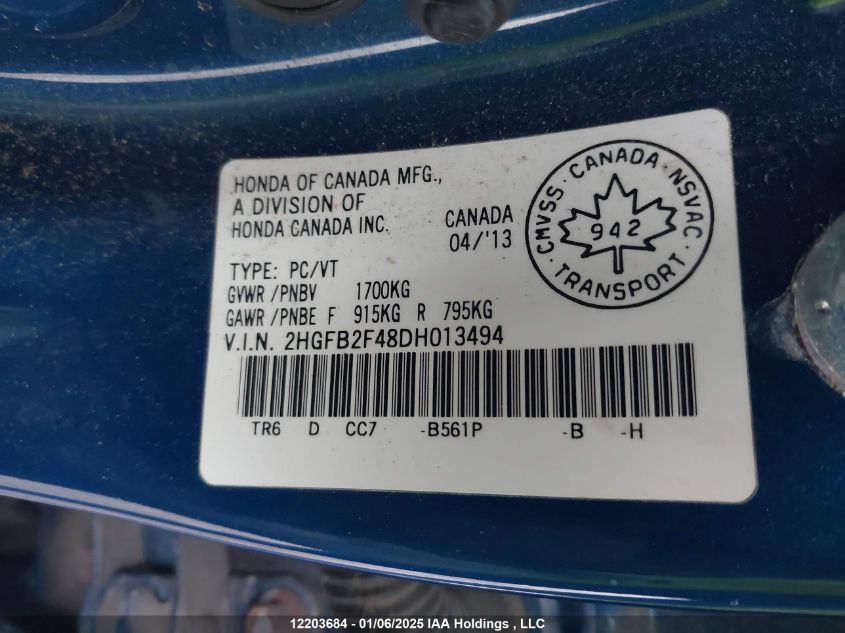 HONDA OF CANADA MFG.,
A DIVISION OF
HONDA CANADA INC.
CANADA
04/'13
CMVSS · CANADA · NSVAC · TRANSPORT ·
942
TYPE: PC/VT
GVWR /PNBV 1700KG
GAWR /PNBE F 915KG R 795KG
V.I.N. 2HGFB2F48DH013494
TR6 D CC7 -B561P -B -H
12203684 - 01/06/2025 IAA Holdings , LLC